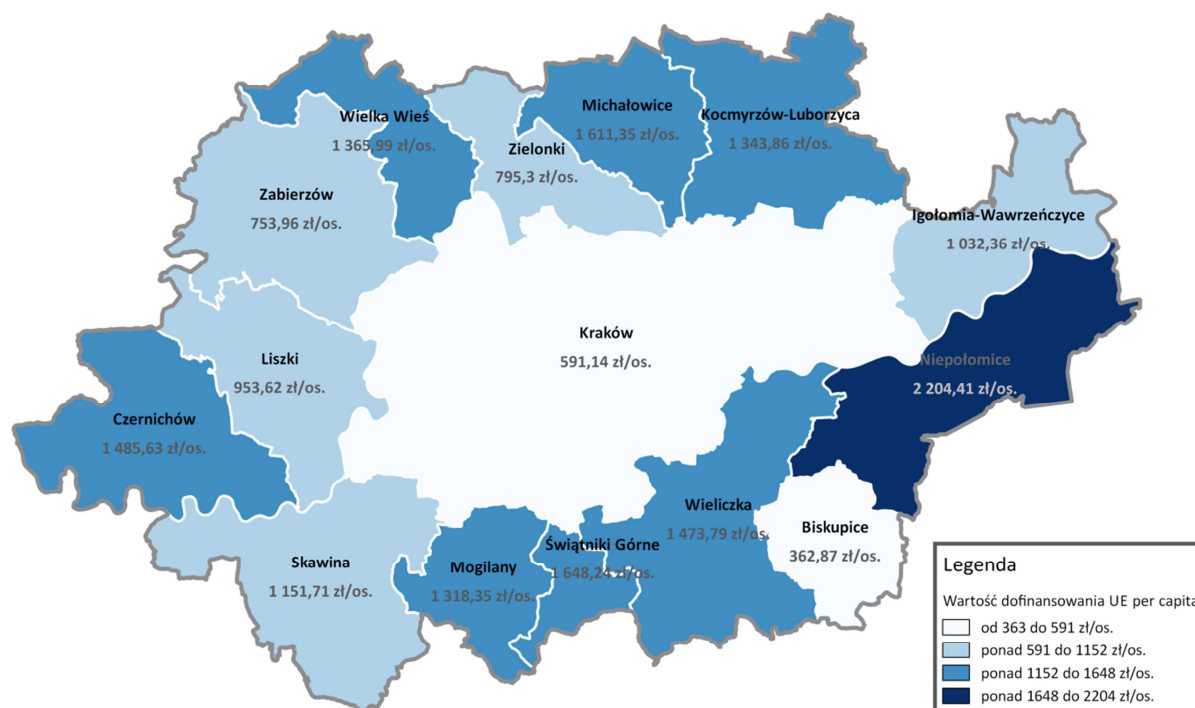 Michałowice
1 611,35 zł/os.
Kocmyrzów-Luborzyca
1 343,86 zł/os.
Wielka Wieś
1 365,99 zł/os.
Zielonki
795,3 zł/os.
Zabierzów
753,96 zł/os.
Igołomia-Wawrzeńczyce
1 032,36 zł/os.
Kraków
591,14 zł/os.
Niepołomice
2 204,41 zł/os.
Liszki
953,62 zł/os.
Czernichów
1 485,63 zł/os.
Wieliczka
1 473,79 zł/os.
Biskupice
362,87 zł/os.
Świątniki Górne
1 648,24 zł/os.
Skawina
1 151,71 zł/os.
Mogilany
1 318,35 zł/os.
Legenda
Wartość dofinansowania UE per capita
od 363 do 591 zł/os.
ponad 591 do 1152 zł/os.
ponad 1152 do 1648 zł/os.
ponad 1648 do 2204 zł/os.